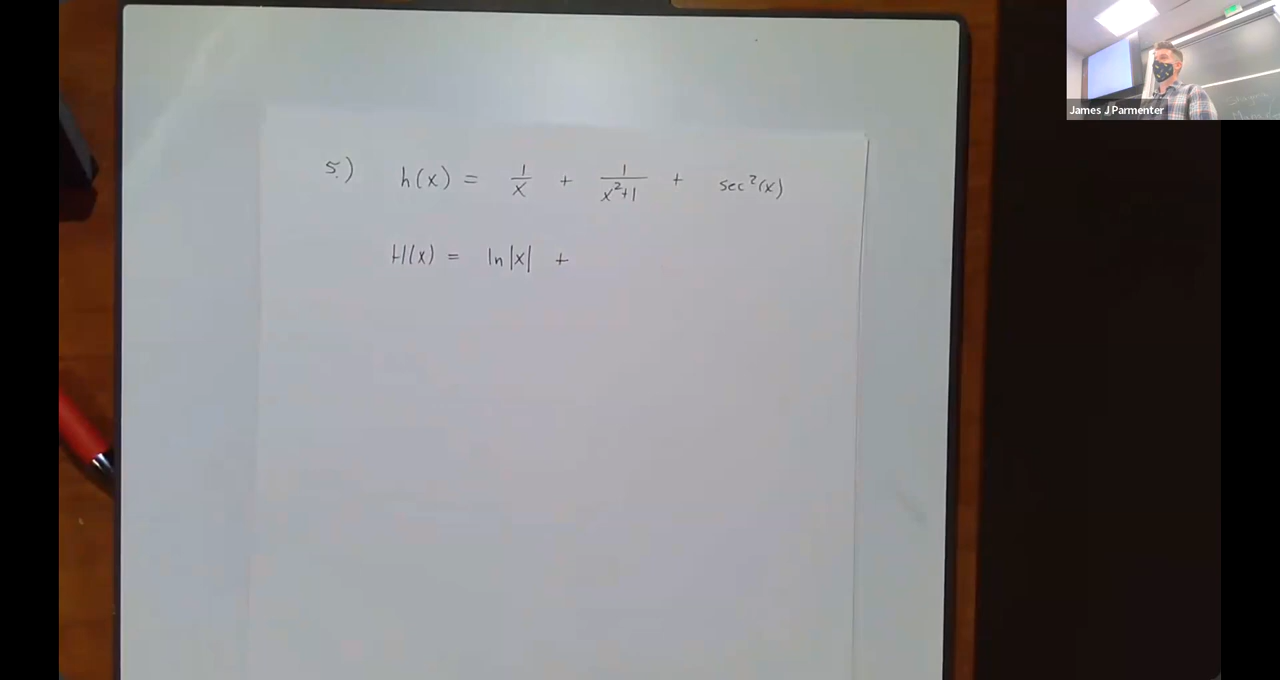 James J Parmenter
5.) h(x) = 1/x + 1/(x²+1) + sec²(x)
H(x) = ln|x| +